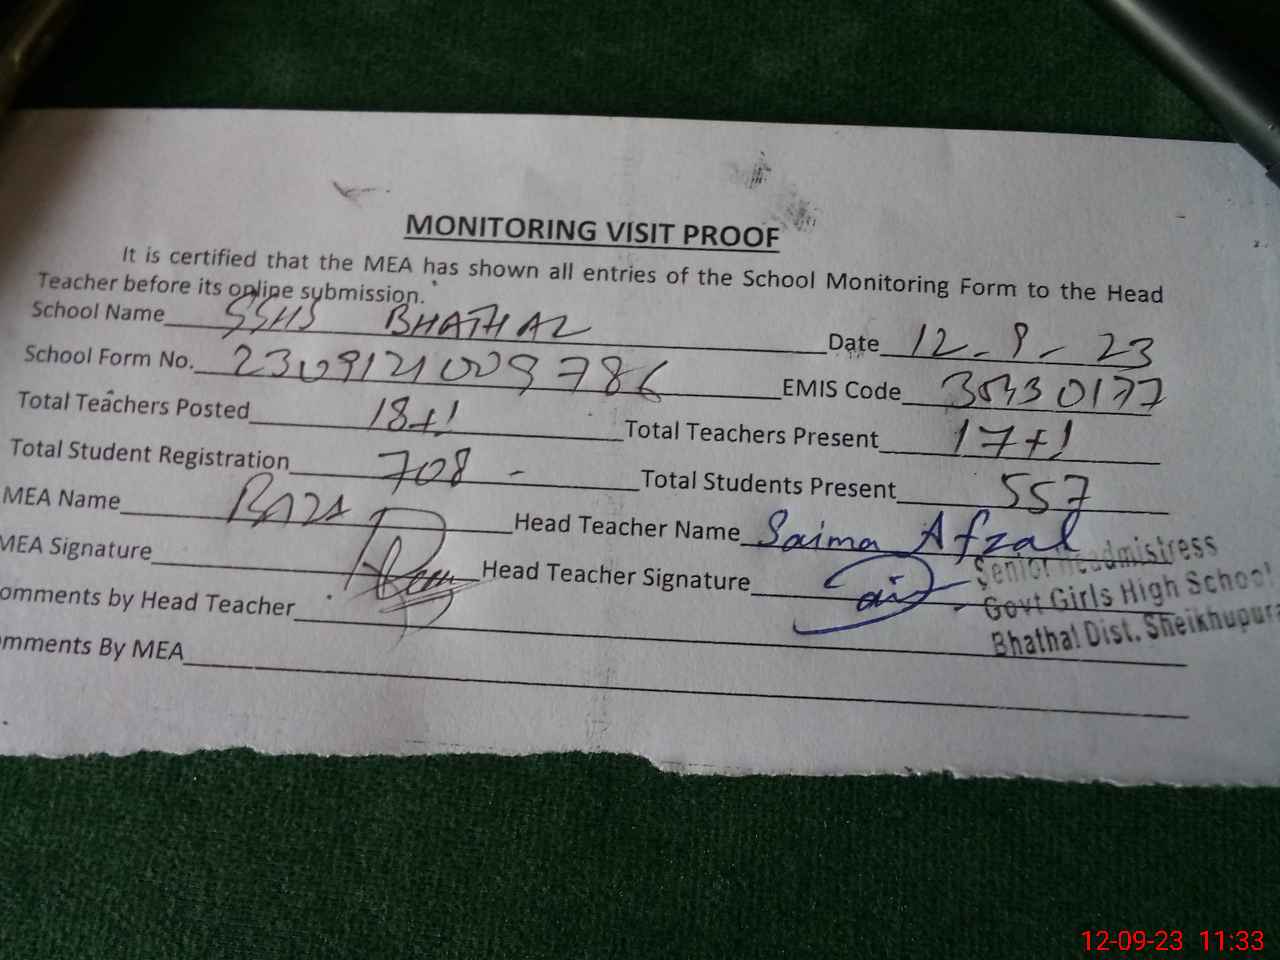 MONITORING VISIT PROOF
It is certified that the MEA has shown all entries of the School Monitoring Form to the Head
Teacher before its online submission.
School Name GGHS BHATHAL Date 12-9-23
School Form No. 2309121009786 EMIS Code
Total Teachers Posted 18+1 Total Teachers Present 17+1
Total Student Registration 708 - Total Students Present 557
MEA Name RAZA Head Teacher Name Saima Afzal
MEA Signature Head Teacher Signature
Senior Headmistress
Govt Girls High School
Bhathal Dist. Sheikhupura
omments by Head Teacher
omments By MEA
12-09-23 11:33